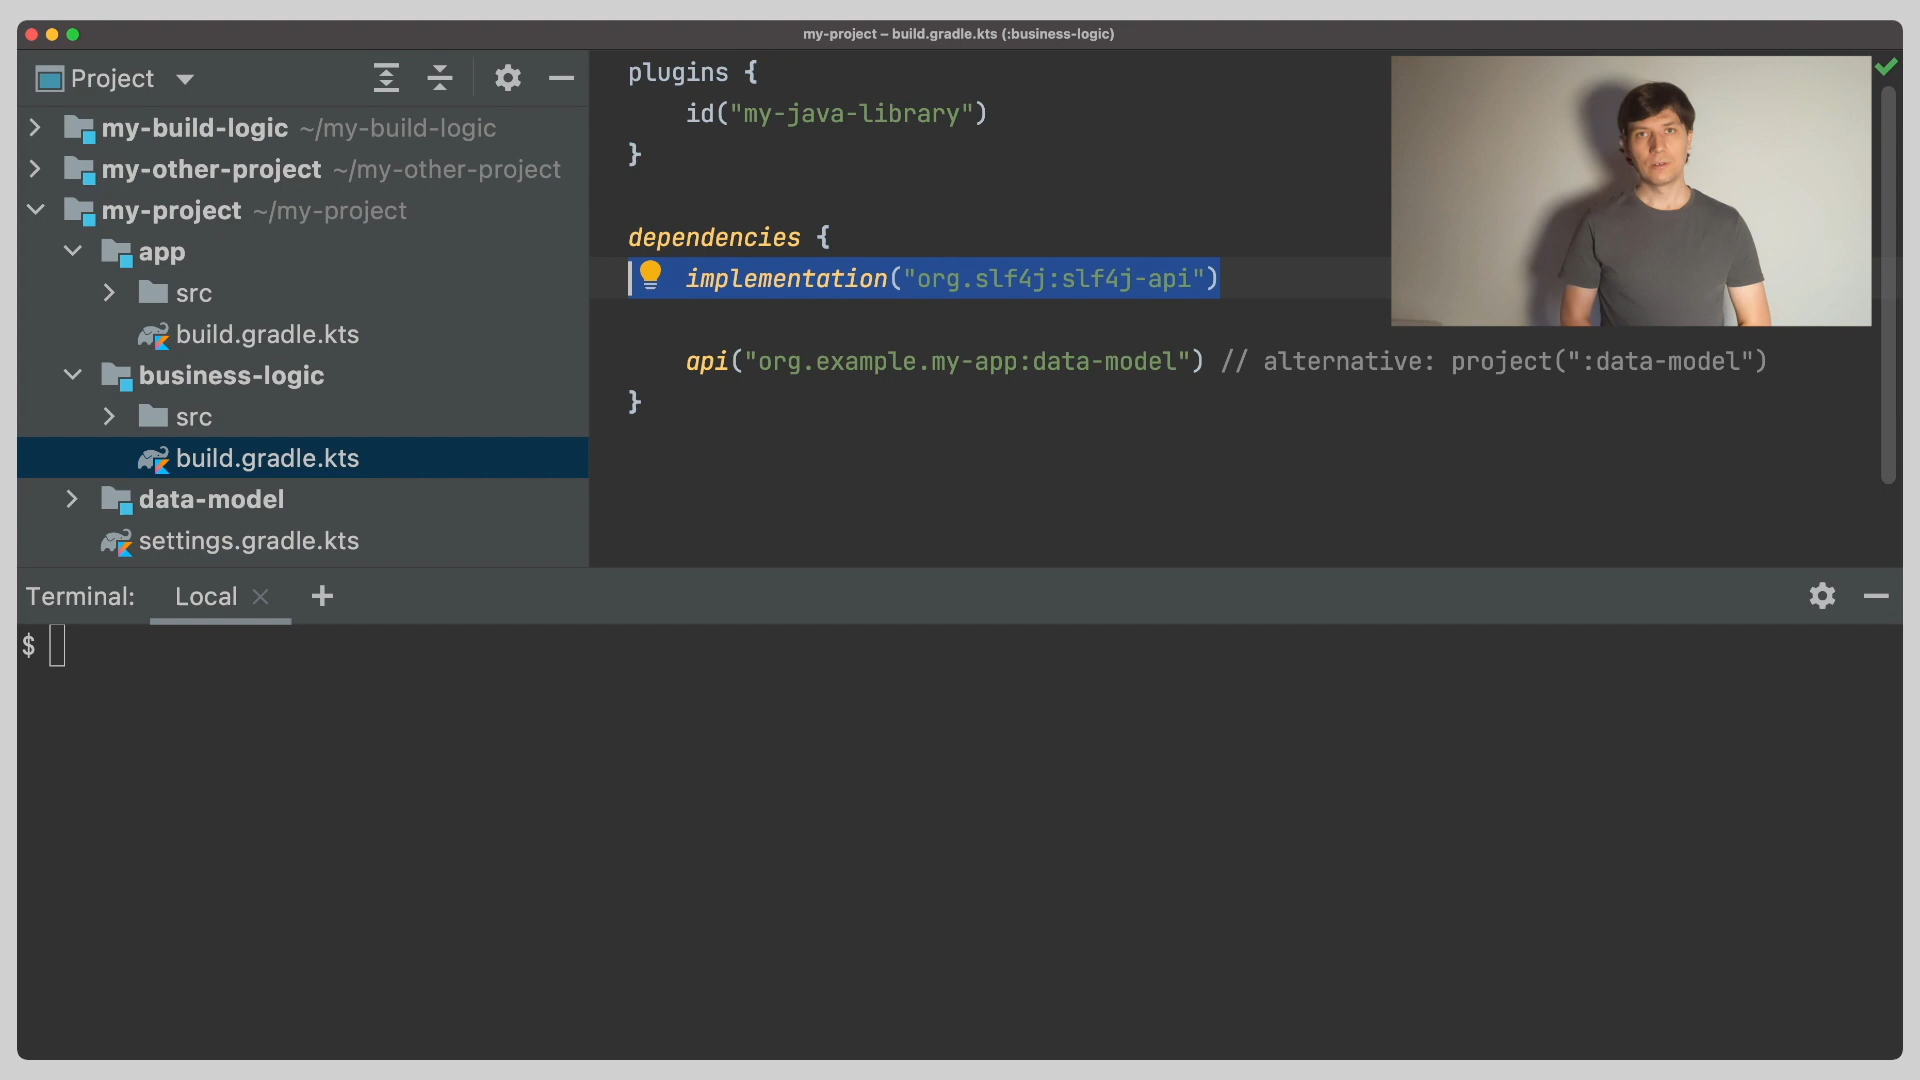 my-project – build.gradle.kts (:business-logic)
Project
my-build-logic ~/my-build-logic
my-other-project ~/my-other-project
my-project ~/my-project
app
src
build.gradle.kts
business-logic
src
build.gradle.kts
data-model
settings.gradle.kts
plugins {
id("my-java-library")
}
dependencies {
implementation("org.slf4j:slf4j-api")
api("org.example.my-app:data-model") // alternative: project(":data-model")
}
Terminal: Local
$